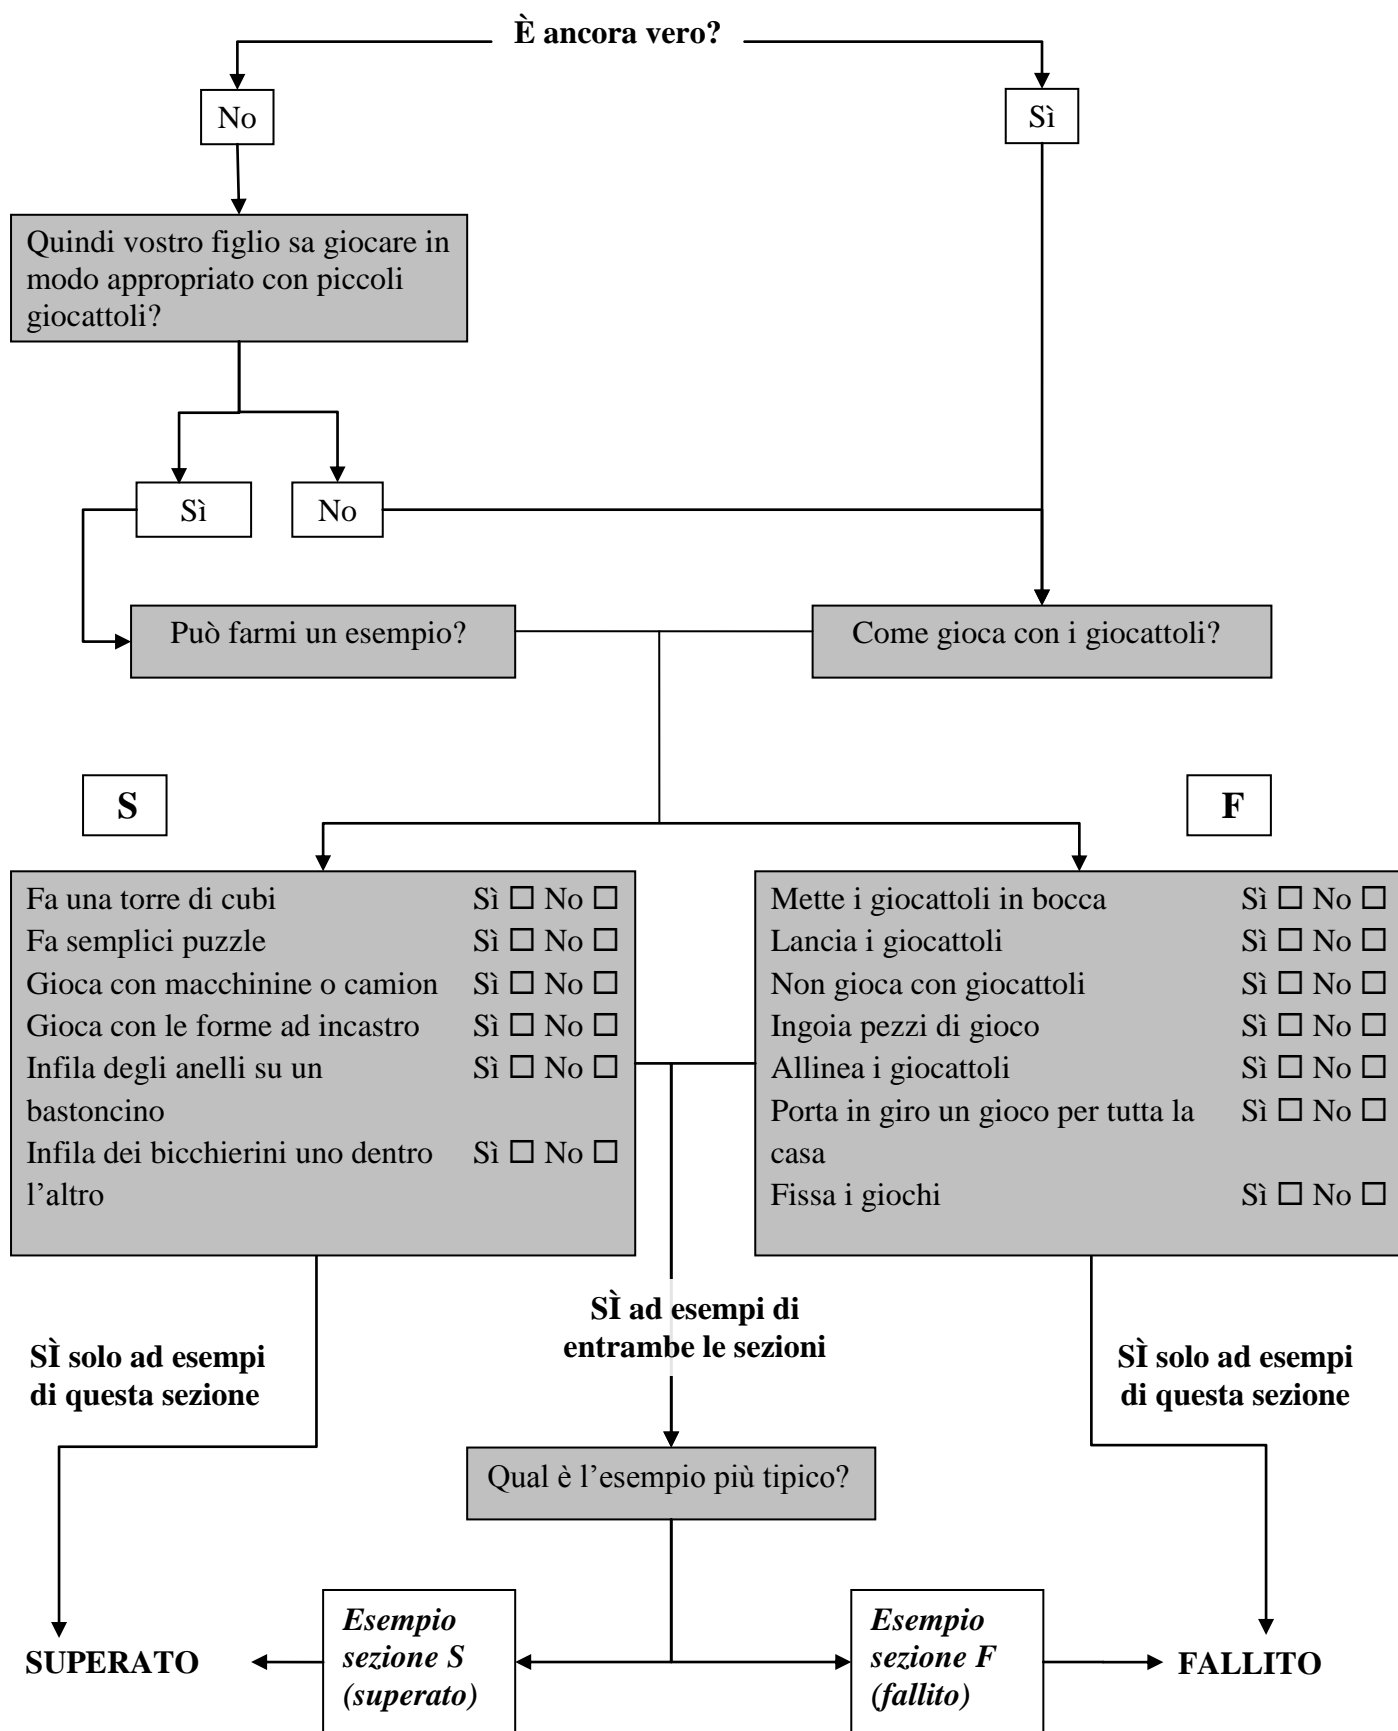 È ancora vero?
No
Sì
Quindi vostro figlio sa giocare in
modo appropriato con piccoli
giocattoli?
Sì
No
Può farmi un esempio?
Come gioca con i giocattoli?
S
F
Fa una torre di cubi Sì ☐ No ☐
Fa semplici puzzle Sì ☐ No ☐
Gioca con macchinine o camion Sì ☐ No ☐
Gioca con le forme ad incastro Sì ☐ No ☐
Infila degli anelli su un Sì ☐ No ☐
bastoncino
Infila dei bicchierini uno dentro Sì ☐ No ☐
l’altro
Mette i giocattoli in bocca Sì ☐ No ☐
Lancia i giocattoli Sì ☐ No ☐
Non gioca con giocattoli Sì ☐ No ☐
Ingoia pezzi di gioco Sì ☐ No ☐
Allinea i giocattoli Sì ☐ No ☐
Porta in giro un gioco per tutta la Sì ☐ No ☐
casa
Fissa i giochi Sì ☐ No ☐
SÌ solo ad esempi
di questa sezione
SÌ ad esempi di
entrambe le sezioni
SÌ solo ad esempi
di questa sezione
Qual è l’esempio più tipico?
SUPERATO
Esempio
sezione S
(superato)
Esempio
sezione F
(fallito)
FALLITO